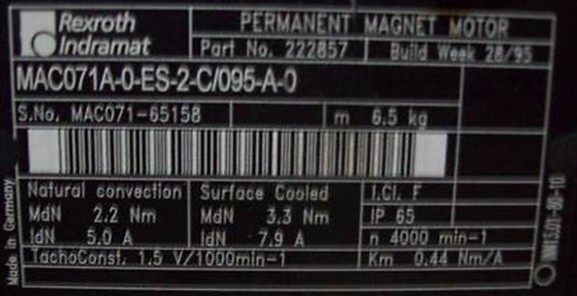 Rexroth
Indramat
PERMANENT MAGNET MOTOR
Part No. 222857 Build Week 28/95
MAC071A-0-ES-2-C/095-A-0
S.No. MAC071-65158 m 6.5 kg
Natural convection Surface Cooled I.Cl. F
MdN 2.2 Nm MdN 3.3 Nm IP 65
IdN 5.0 A IdN 7.9 A n 4000 min-1
TachoConst. 1.5 V/1000min-1 Km 0.44 Nm/A
Made in Germany